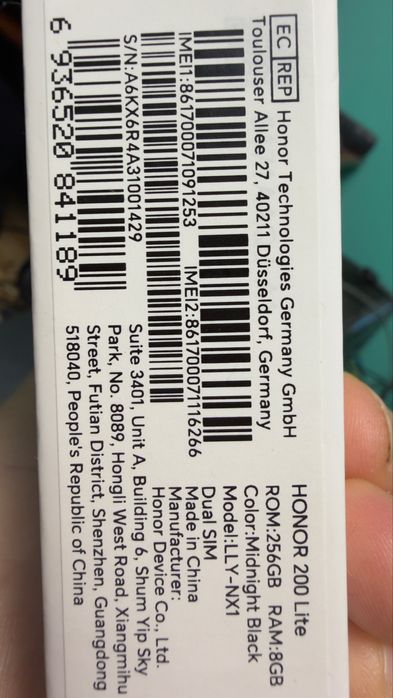 EC REP Honor Technologies Germany GmbH
Toulouser Allee 27, 40211 Düsseldorf, Germany
IMEI1:861700071091253 IMEI2:861700071116266
S/N:A6KX6R4A31001429
6 936520 841189
HONOR 200 Lite
ROM:256GB RAM:8GB
Color:Midnight Black
Model:LLY-NX1
Dual SIM
Made in China
Manufacturer:
Honor Device Co., Ltd.
Suite 3401, Unit A, Building 6, Shum Yip Sky
Park, No. 8089, Hongli West Road, Xiangmihu
Street, Futian District, Shenzhen, Guangdong
518040, People's Republic of China